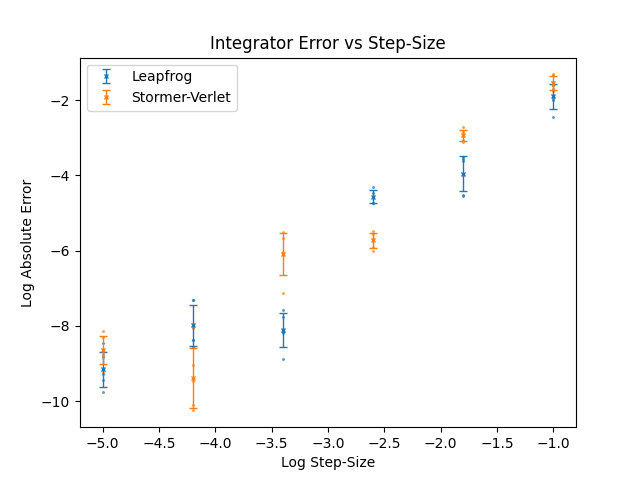 Integrator Error vs Step-Size
Leapfrog
Stormer-Verlet
Log Absolute Error
−2
−4
−6
−8
−10
−5.0 −4.5 −4.0 −3.5 −3.0 −2.5 −2.0 −1.5 −1.0
Log Step-Size